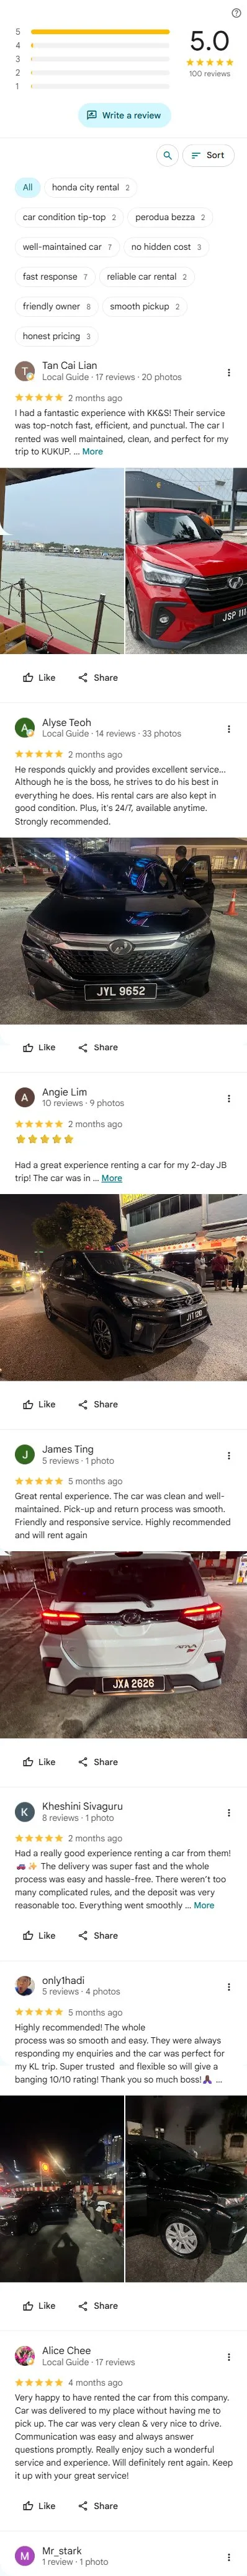 5
4
3
2
1
5.0
100 reviews
Write a review
Sort
All
honda city rental 2
car condition tip-top 2
perodua bezza 2
well-maintained car 7
no hidden cost 3
fast response 7
reliable car rental 2
friendly owner 8
smooth pickup 2
honest pricing 3
T
Tan Cai Lian
Local Guide · 17 reviews · 20 photos
2 months ago
I had a fantastic experience with KK&S! Their service
was top-notch fast, efficient, and punctual. The car I
rented was well maintained, clean, and perfect for my
trip to KUKUP. ... More
JSP 111
Like
Share
A
Alyse Teoh
Local Guide · 14 reviews · 33 photos
2 months ago
He responds quickly and provides excellent service...
Although he is the boss, he strives to do his best in
everything he does. His rental cars are also kept in
good condition. Plus, it's 24/7, available anytime.
Strongly recommended.
JYL 9652
Like
Share
A
Angie Lim
10 reviews · 9 photos
2 months ago
Had a great experience renting a car for my 2-day JB
trip! The car was in ... More
Like
Share
J
James Ting
5 reviews · 1 photo
5 months ago
Great rental experience. The car was clean and well-
maintained. Pick-up and return process was smooth.
Friendly and responsive service. Highly recommended
and will rent again
JXA 2626
Like
Share
K
Kheshini Sivaguru
8 reviews · 1 photo
2 months ago
Had a really good experience renting a car from them!
🚗✨ The delivery was super fast and the whole
process was easy and hassle-free. There weren't too
many complicated rules, and the deposit was very
reasonable too. Everything went smoothly ... More
Like
Share
only1hadi
5 reviews · 4 photos
5 months ago
Highly recommended! The whole
process was so smooth and easy. They were always
responding my enquiries and the car was perfect for
my KL trip. Super trusted and flexible so will give a
banging 10/10 rating! Thank you so much boss! ...
Like
Share
Alice Chee
Local Guide · 17 reviews
4 months ago
Very happy to have rented the car from this company.
Car was delivered to my place without having me to
pick up. The car was very clean & very nice to drive.
Communication was easy and always answer
questions promptly. Really enjoy such a wonderful
service and experience. Will definitely rent again. Keep
it up with your great service!
Like
Share
M
Mr_stark
1 review · 1 photo